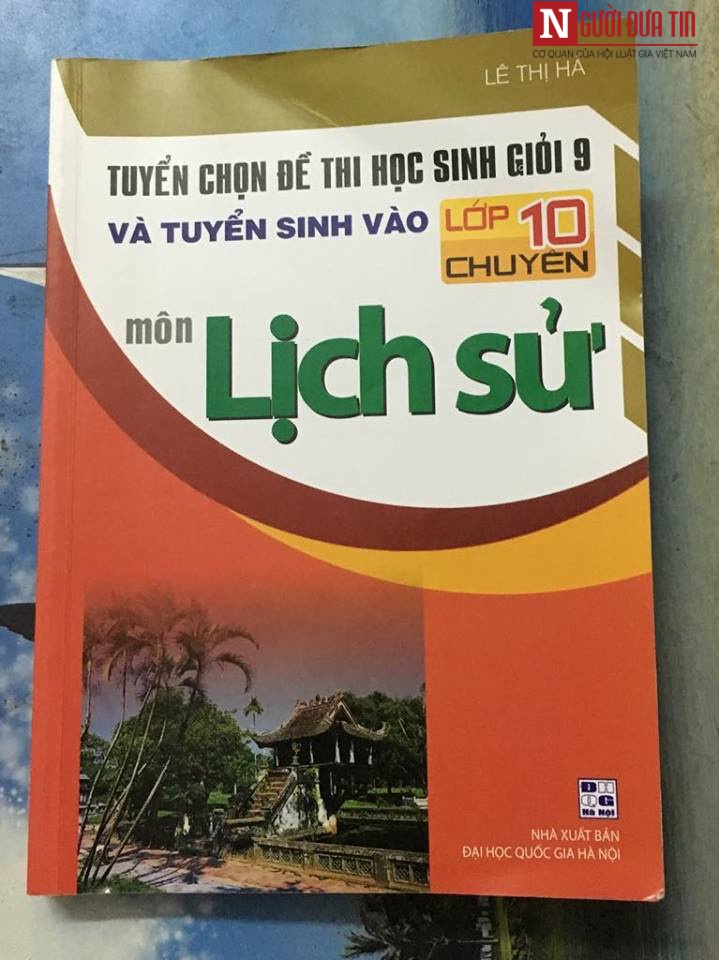 NGƯỜI ĐƯA TIN
CƠ QUAN CỦA HỘI LUẬT GIA VIỆT NAM
LÊ THỊ HÀ
TUYỂN CHỌN ĐỀ THI HỌC SINH GIỎI 9
VÀ TUYỂN SINH VÀO LỚP 10
CHUYÊN
môn Lịch sử
ĐHQG
Hà Nội
NHÀ XUẤT BẢN
ĐẠI HỌC QUỐC GIA HÀ NỘI